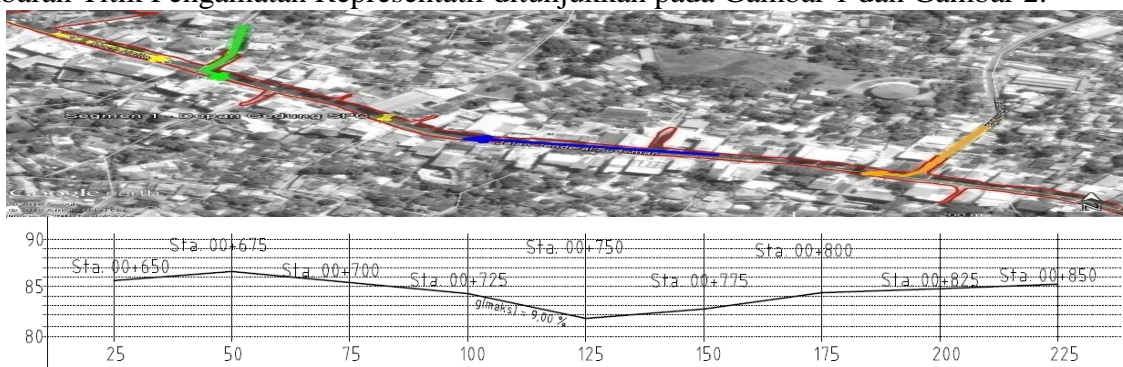 baran Titik Pengamatan Representatif ditunjukkan pada Gambar 1 dan Gambar 2.
Segmen 1 - Depan Gedung SPC
Google earth
N
90
85
80
Sta. 00+650
Sta. 00+675
Sta. 00+700
Sta. 00+725
Sta. 00+750
Sta. 00+775
Sta. 00+800
Sta. 00+825
Sta. 00+850
g(maks) = 9,00 %
25
50
75
100
125
150
175
200
225